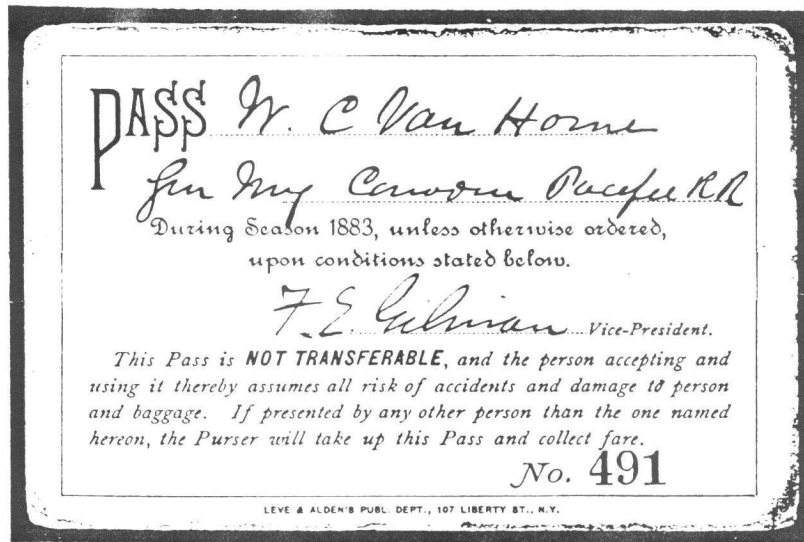 PASS W. C Van Horne
Gen Mng Canadian Pacific RR
During Season 1883, unless otherwise ordered,
upon conditions stated below.
F. E. Gilman Vice-President.
This Pass is NOT TRANSFERABLE, and the person accepting and
using it thereby assumes all risk of accidents and damage to person
and baggage. If presented by any other person than the one named
hereon, the Purser will take up this Pass and collect fare.
No. 491
LEVE & ALDEN'S PUBL. DEPT., 107 LIBERTY ST., N.Y.